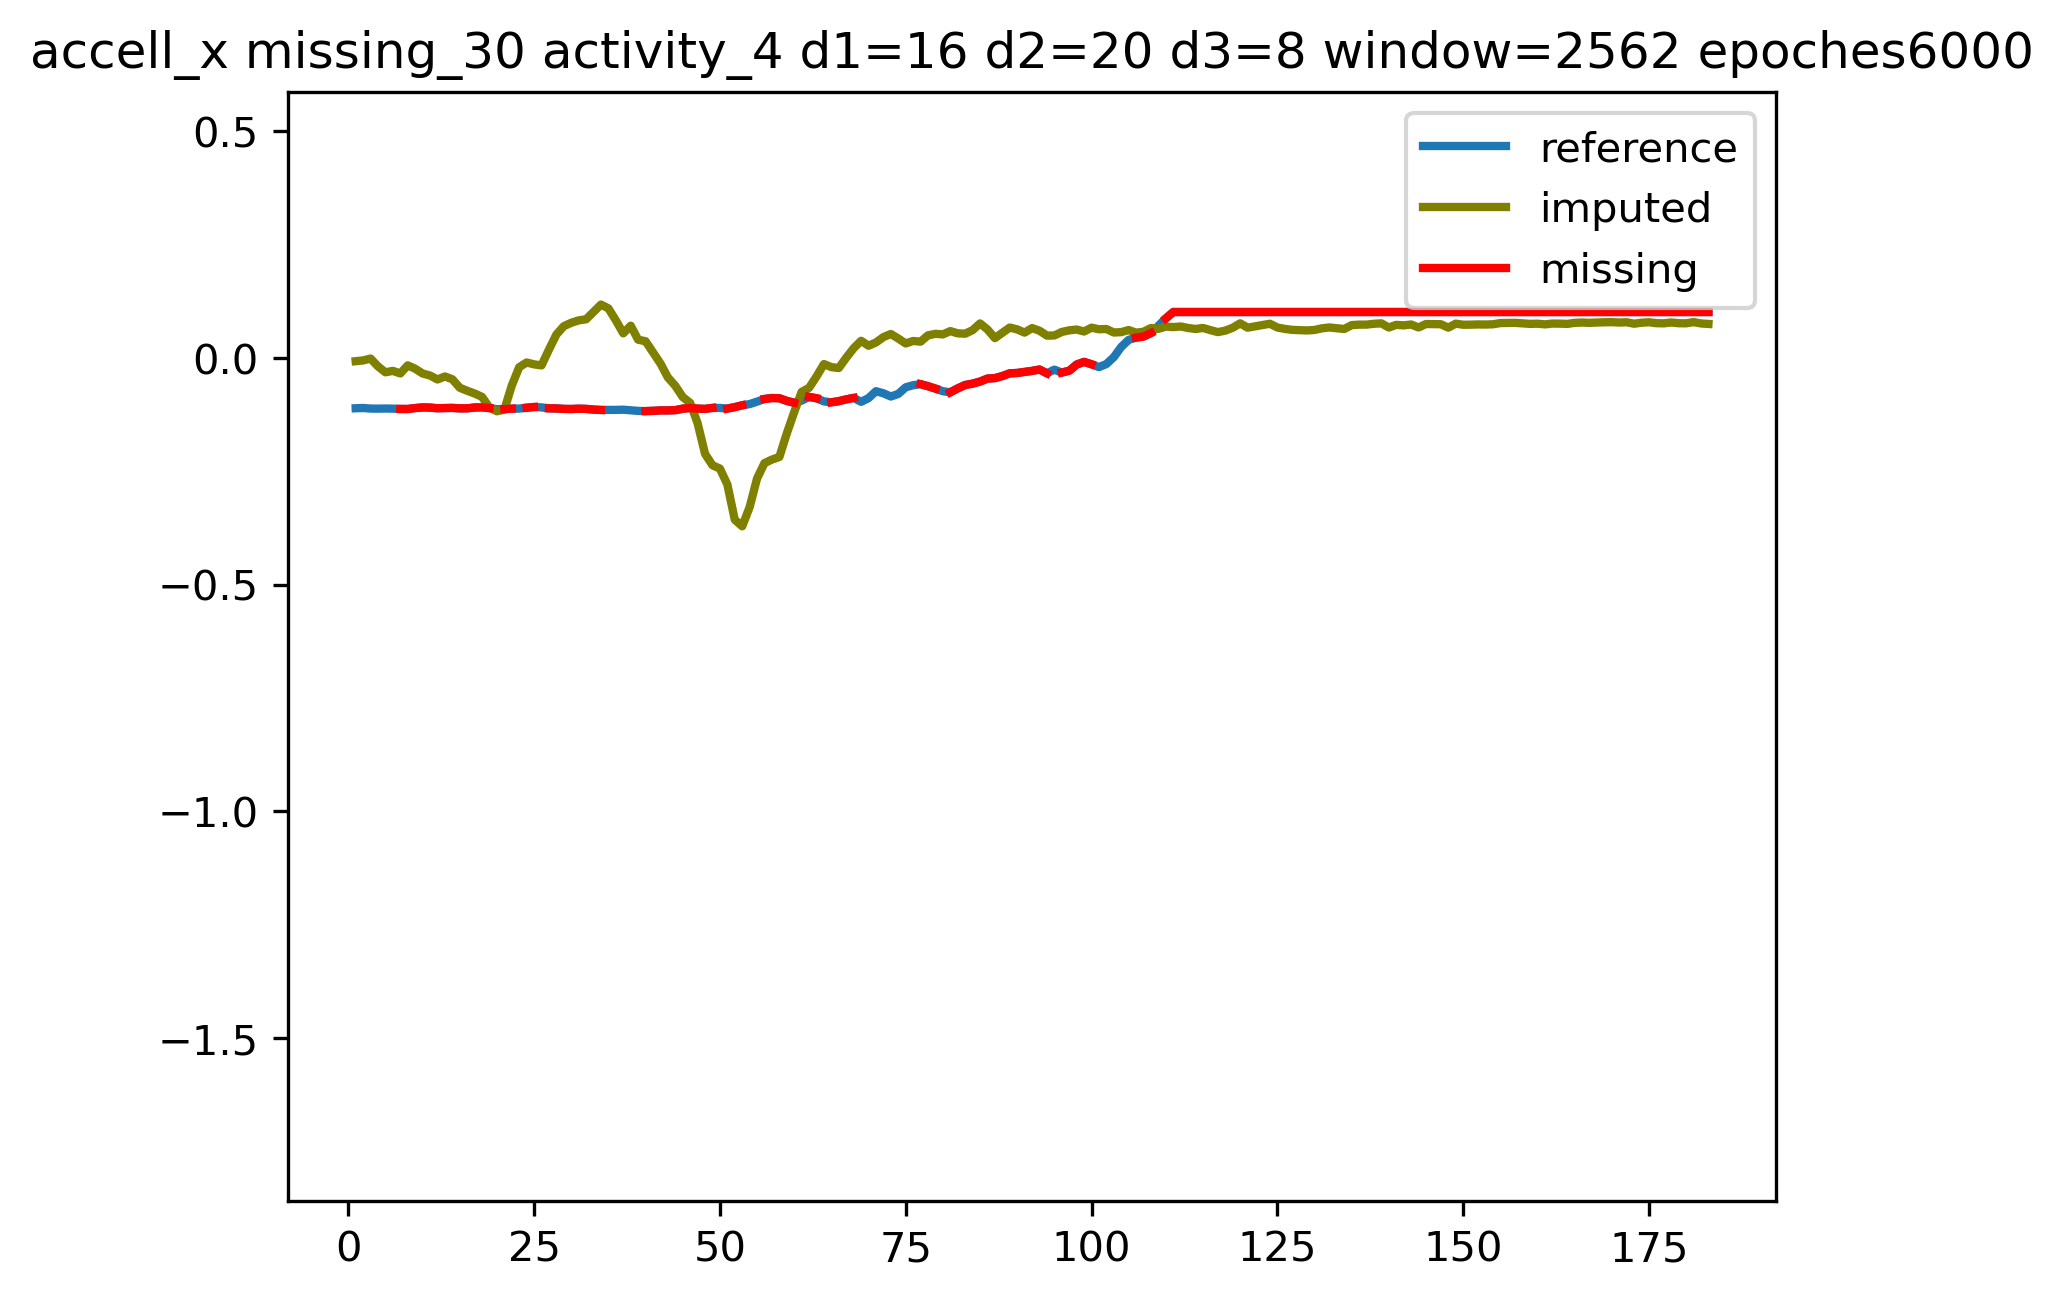 accell_x missing_30 activity_4 d1=16 d2=20 d3=8 window=2562 epoches6000
0.5
0.0
−0.5
−1.0
−1.5
reference
imputed
missing
0 25 50 75 100 125 150 175